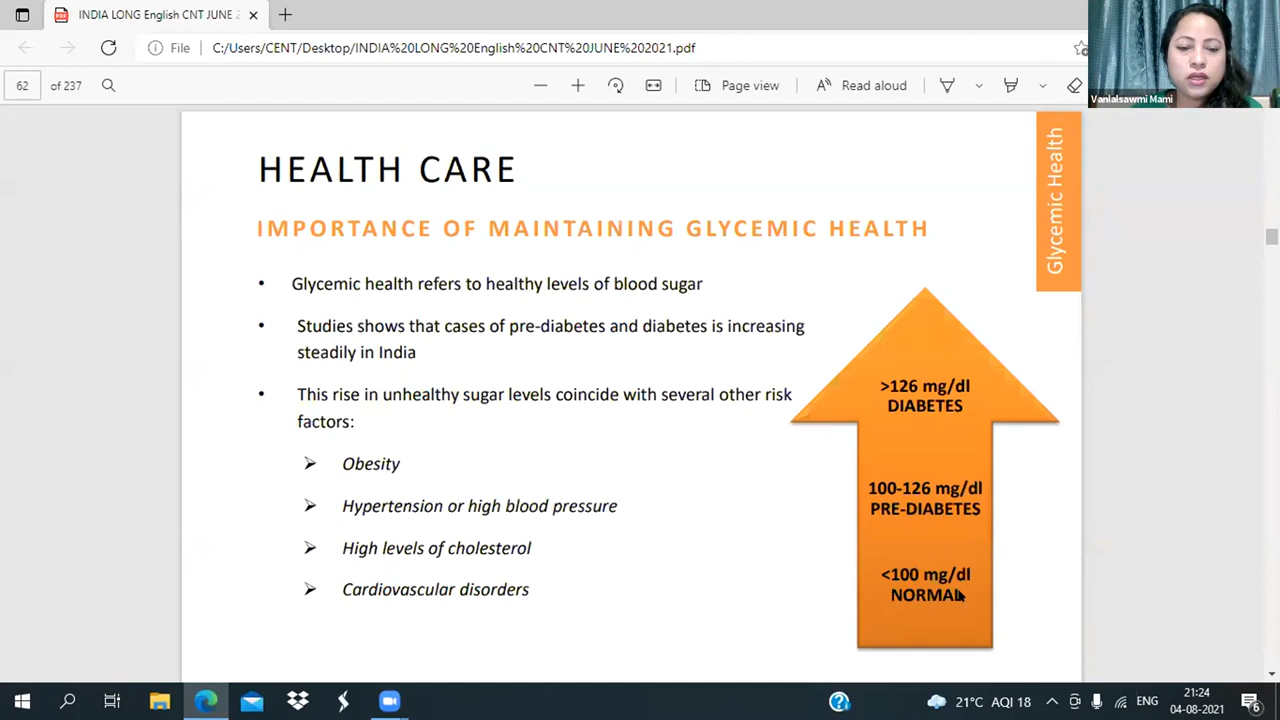 INDIA LONG English CNT JUNE 2
File
C:/Users/CENT/Desktop/INDIA%20LONG%20English%20CNT%20JUNE%202021.pdf
62 of 237
Page view
Read aloud
Vanlalsawmi Mami
HEALTH CARE
Glycemic Health
IMPORTANCE OF MAINTAINING GLYCEMIC HEALTH
• Glycemic health refers to healthy levels of blood sugar
• Studies shows that cases of pre-diabetes and diabetes is increasing
steadily in India
• This rise in unhealthy sugar levels coincide with several other risk
factors:
➢ Obesity
➢ Hypertension or high blood pressure
➢ High levels of cholesterol
➢ Cardiovascular disorders
>126 mg/dl
DIABETES
100-126 mg/dl
PRE-DIABETES
<100 mg/dl
NORMAL
21°C AQI 18
ENG
21:24
04-08-2021
6